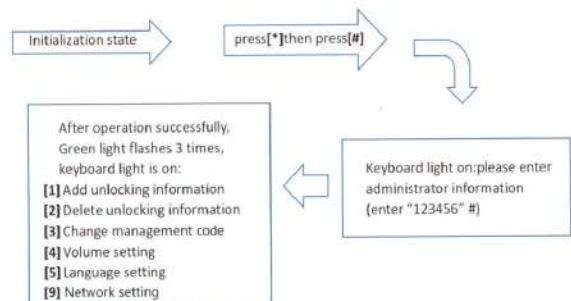 Initialization state
press[*]then press[#]
Keyboard light on:please enter
administrator information
(enter "123456" #)
After operation successfully,
Green light flashes 3 times,
keyboard light is on:
[1] Add unlocking information
[2] Delete unlocking information
[3] Change management code
[4] Volume setting
[5] Language setting
[9] Network setting